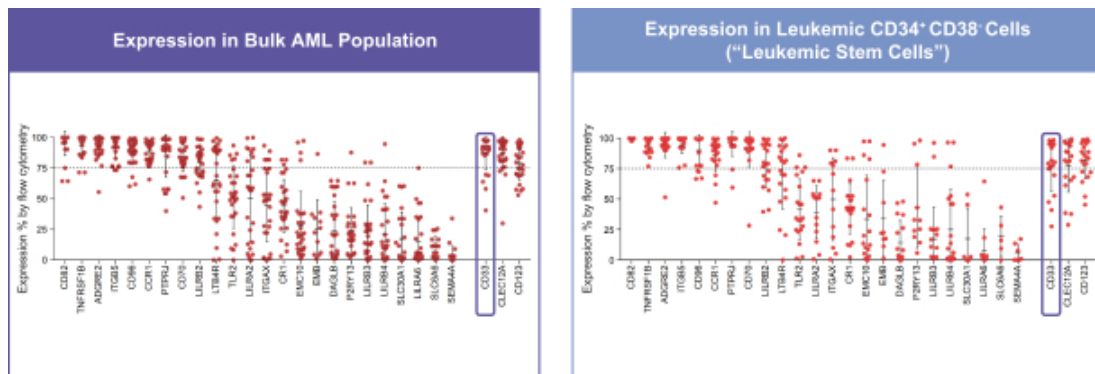 Expression in Bulk AML Population
Expression % by flow cytometry
100
75
50
25
0
CD82
TNFRSF1B
ADGRE2
ITGB5
CD96
CCR1
PTPRJ
CD70
LILRB2
LTB4R
TLR2
LILRA2
ITGAX
CR1
EMC10
EMB
DAGLB
P2RY13
LILRB3
LILRB4
SLC30A1
LILRA6
SLC6A6
SEMA4A
CD33
CLEC12A
CD123
Expression in Leukemic CD34⁺ CD38⁻ Cells
("Leukemic Stem Cells")
Expression % by flow cytometry
100
75
50
25
0
CD82
TNFRSF1B
ADGRE2
ITGB5
CD96
CCR1
PTPRJ
CD70
LILRB2
LTB4R
TLR2
LILRA2
ITGAX
CR1
EMC10
EMB
DAGLB
P2RY13
LILRB3
LILRB4
SLC30A1
LILRA6
SLC6A6
SEMA4A
CD33
CLEC12A
CD123